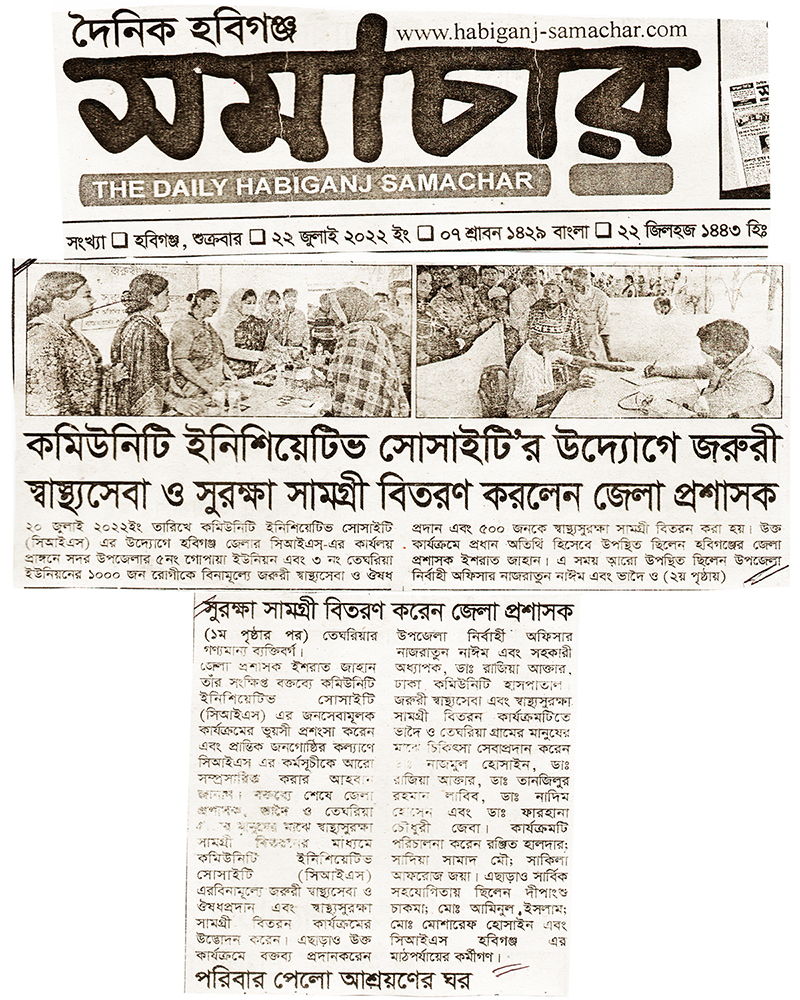 দৈনিক হবিগঞ্জ
www.habiganj-samachar.com
সমাচার
THE DAILY HABIGANJ SAMACHAR
সংখ্যা ❑ হবিগঞ্জ, শুক্রবার ❑ ২২ জুলাই ২০২২ ইং ❑ ০৭ শ্রাবন ১৪২৯ বাংলা ❑ ২২ জিলহজ ১৪৪৩ হিঃ
জরুরী
কমিউনিটি ইনিশিয়েটিভ সোসাইটি'র উদ্যোগে জরুরী
স্বাস্থ্যসেবা ও সুরক্ষা সামগ্রী বিতরণ করলেন জেলা প্রশাসক
২০ জুলাই ২০২২ইং তারিখে কমিউনিটি ইনিশিয়েটিভ সোসাইটি
(সিআইএস) এর উদ্যোগে হবিগঞ্জ জেলার সিআইএস-এর কার্যলয়
প্রাঙ্গনে সদর উপজেলার ৫নং গোপায়া ইউনিয়ন এবং ৩ নং তেঘরিয়া
ইউনিয়নের ১০০০ জন রোগীকে বিনামূল্যে জরুরী স্বাস্থ্যসেবা ও ঔষধ
প্রদান এবং ৫০০ জনকে স্বাস্থ্যসুরক্ষা সামগ্রী বিতরন করা হয়। উক্ত
কার্যক্রমে প্রধান অতিথি হিসেবে উপস্থিত ছিলেন হবিগঞ্জের জেলা
প্রশাসক ইশরাত জাহান। এ সময় আরো উপস্থিত ছিলেন উপজেলা
নির্বাহী অফিসার নাজরাতুন নাঈম এবং ভাদৈ ও (২য় পৃষ্ঠায়)
সুরক্ষা সামগ্রী বিতরণ করেন জেলা প্রশাসক
(১ম পৃষ্ঠার পর) তেঘরিয়ার
গণ্যমান্য ব্যক্তিবর্গ।
জেলা প্রশাসক ইশরাত জাহান
তাঁর সংক্ষিপ্ত বক্তব্যে কমিউনিটি
ইনিশিয়েটিভ সোসাইটি
(সিআইএস) এর জনসেবামূলক
কার্যক্রমের ভূয়সী প্রশংসা করেন
এবং প্রান্তিক জনগোষ্ঠির কল্যাণে
সিআইএস এর কর্মসূচীকে আরো
সম্প্রসারিত করার আহবান
জানান। বক্তব্যে শেষে জেলা
প্রশাসক, ভাদৈ ও তেঘরিয়া
মানুষের মাঝে স্বাস্থ্যসুরক্ষা
সামগ্রী বিতরনের মাধ্যমে
কমিউনিটি ইনিশিয়েটিভ
সোসাইটি (সিআইএস)
এরবিনামূল্যে জরুরী স্বাস্থ্যসেবা ও
ঔষধপ্রদান এবং স্বাস্থ্যসুরক্ষা
সামগ্রী বিতরন কার্যক্রমের
উদ্ভোদন করেন। এছাড়াও উক্ত
কার্যক্রমে বক্তব্য প্রদানকরেন
উপজেলা নির্বাহী অফিসার
নাজরাতুন নাঈম এবং সহকারী
অধ্যাপক, ডাঃ রাজিয়া আক্তার,
ঢাকা কমিউনিটি হাসপাতাল।
জরুরী স্বাস্থ্যসেবা এবং স্বাস্থ্যসুরক্ষা
সামগ্রী বিতরন কার্যক্রমটিতে
ভাদৈ ও তেঘরিয়া গ্রামের মানুষের
মাঝে চিকিৎসা সেবাপ্রদান করেন
নাজমুল হোসাইন, ডাঃ
রাজিয়া আক্তার, ডাঃ তানজিলুর
রহমান লাবিব, ডাঃ নাদিম
হোসেন এবং ডাঃ ফারহানা
চৌধুরী জেবা। কার্যক্রমটি
পরিচালনা করেন রঞ্জিত হালদার;
সাদিয়া সামাদ মৌ; সাকিলা
আফরোজ জয়া। এছাড়াও সার্বিক
সহযোগিতায় ছিলেন দীপাংশু
চাকমা; মোঃ আমিনুল ইসলাম;
মোঃ মোশারেফ হোসাইন এবং
সিআইএস হবিগঞ্জ এর
মাঠপর্যায়ের কর্মীগণ।
পরিবার পেলো আশ্রয়ণের ঘর